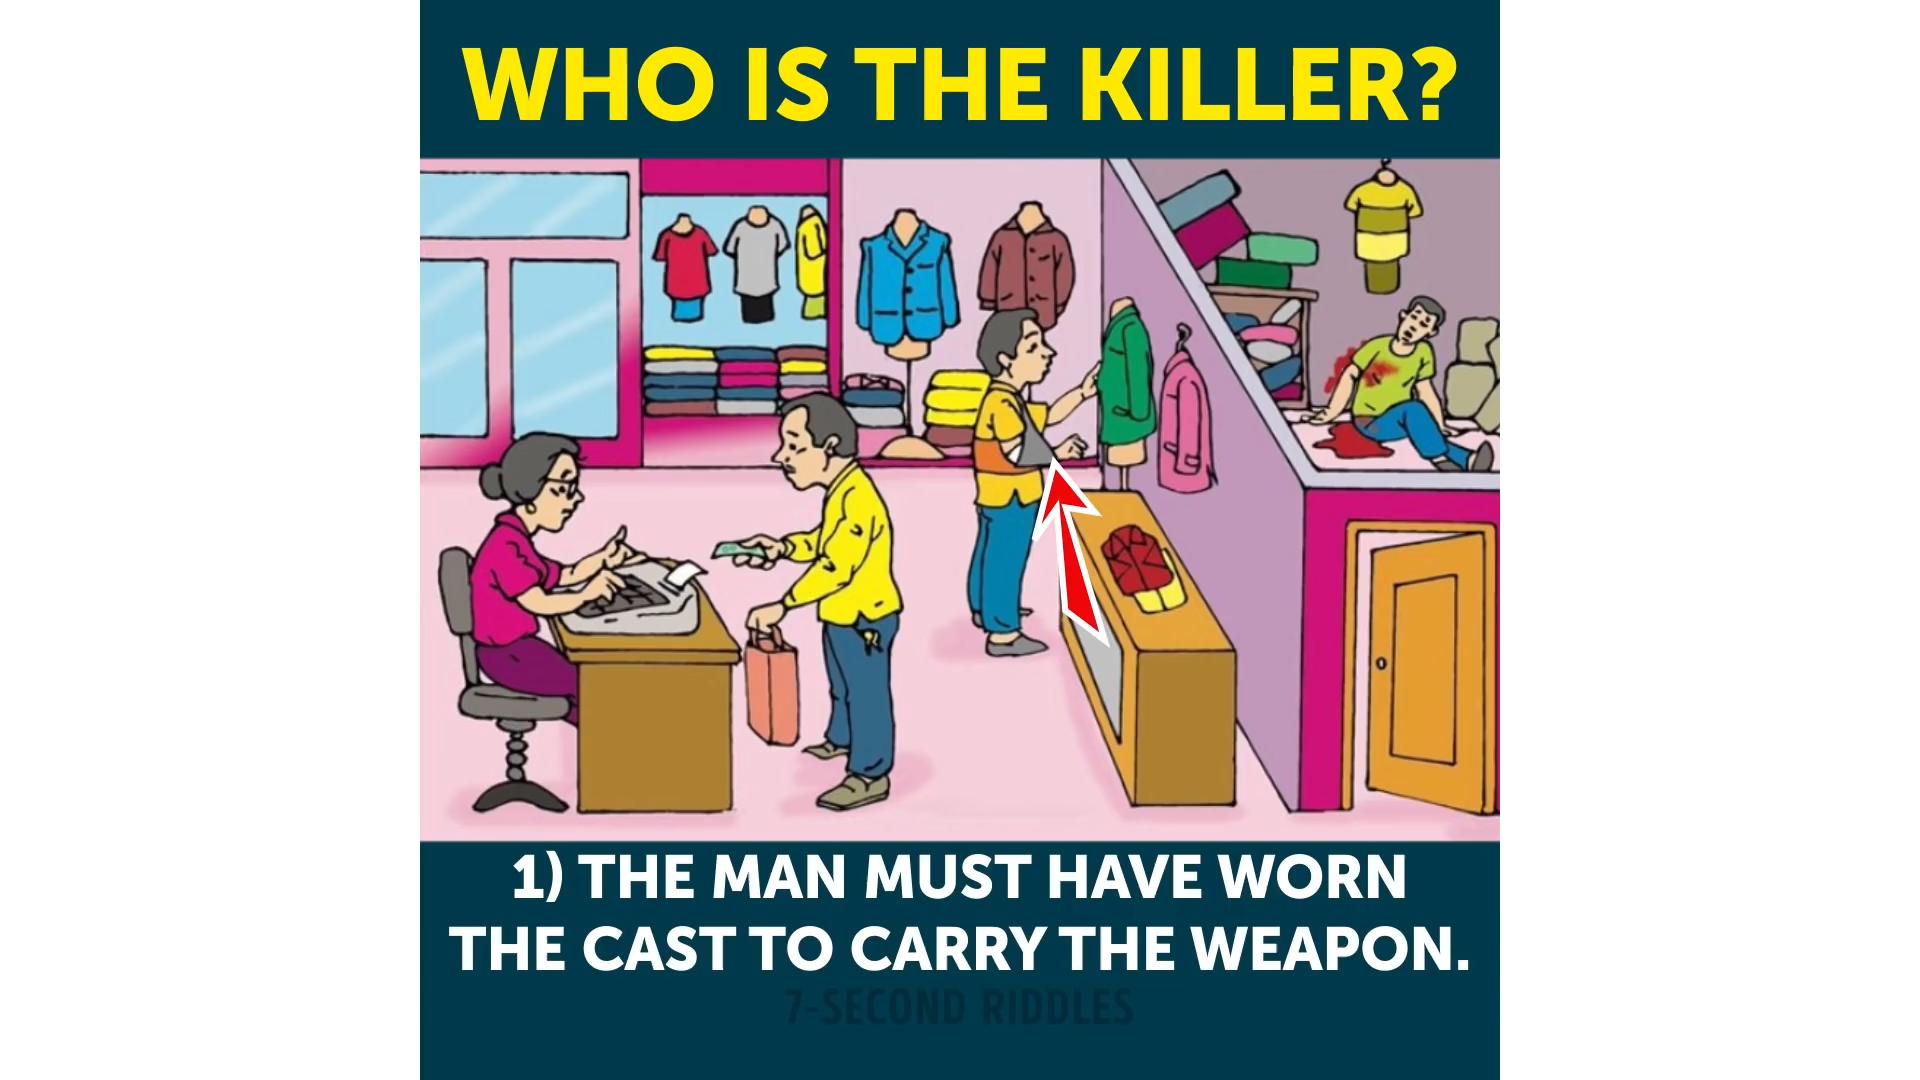 WHO IS THE KILLER?
1) THE MAN MUST HAVE WORN
THE CAST TO CARRY THE WEAPON.
7-SECOND RIDDLES